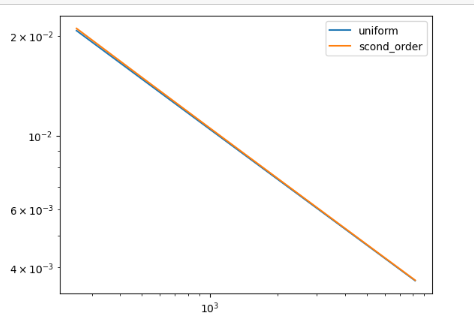 uniform
scond_order
2 × 10⁻²
10⁻²
6 × 10⁻³
4 × 10⁻³
10³